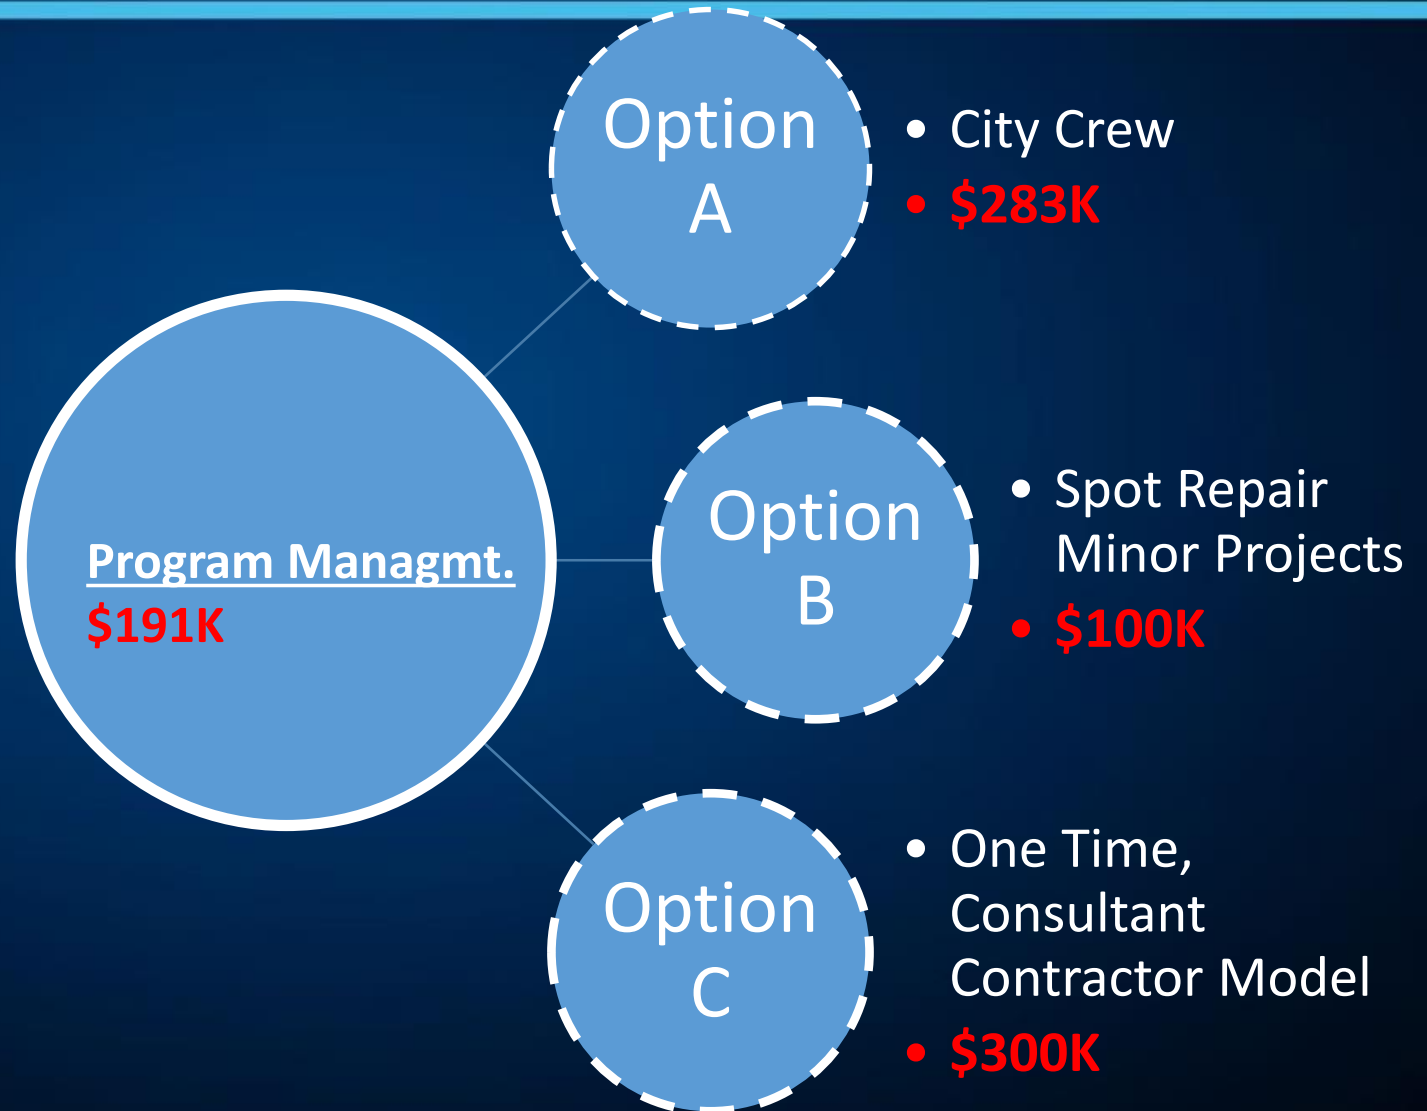 Option
A
• City Crew
• $283K
Program Managmt.
$191K
Option
B
• Spot Repair
Minor Projects
• $100K
Option
C
• One Time,
Consultant
Contractor Model
• $300K